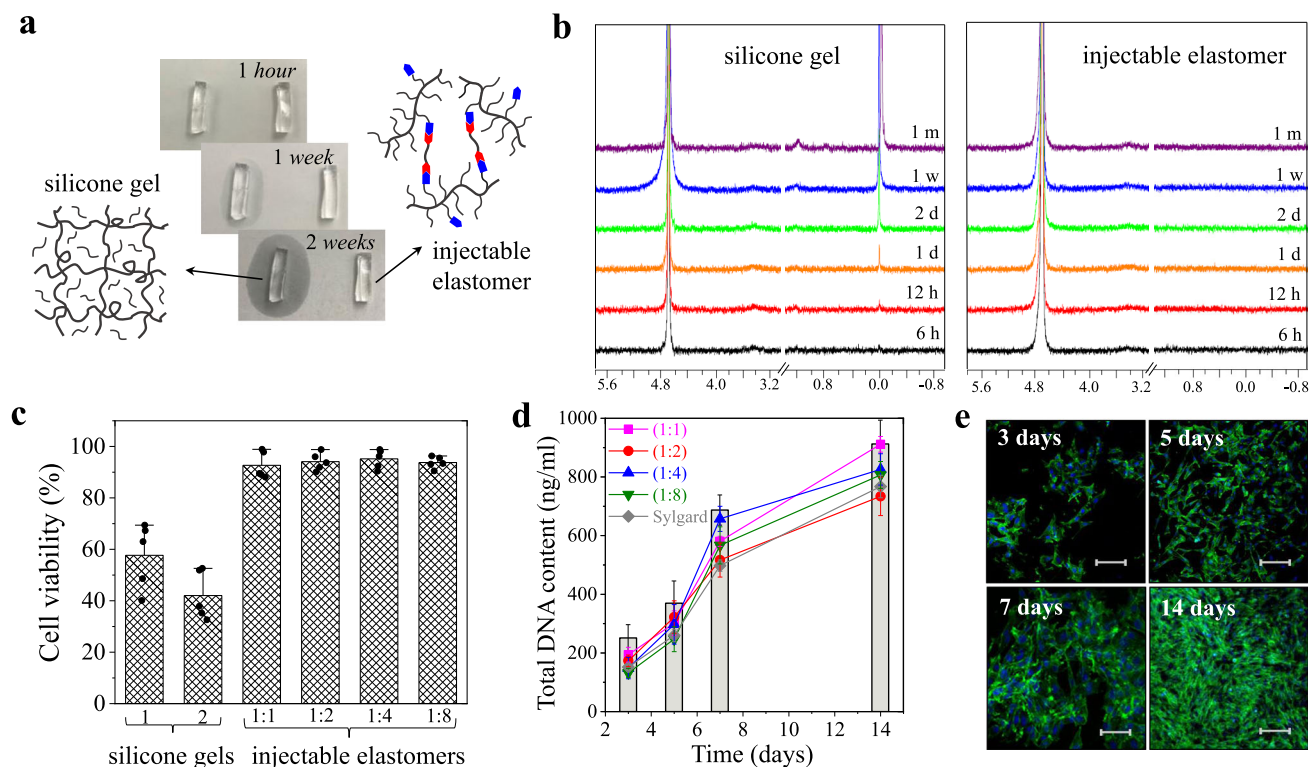 a
1 hour
1 week
2 weeks
silicone gel
injectable
elastomer
b
silicone gel
1 m
1 w
2 d
1 d
12 h
6 h
5.6 4.8 4.0 3.2 0.8 0.0 -0.8
injectable elastomer
1 m
1 w
2 d
1 d
12 h
6 h
5.6 4.8 4.0 3.2 0.8 0.0 -0.8
c
Cell viability (%)
100
80
60
40
20
0
1 2 1:1 1:2 1:4 1:8
silicone gels injectable elastomers
d
Total DNA content (ng/ml)
1000
800
600
400
200
0
(1:1)
(1:2)
(1:4)
(1:8)
Sylgard
2 4 6 8 10 12 14
Time (days)
e
3 days
5 days
7 days
14 days